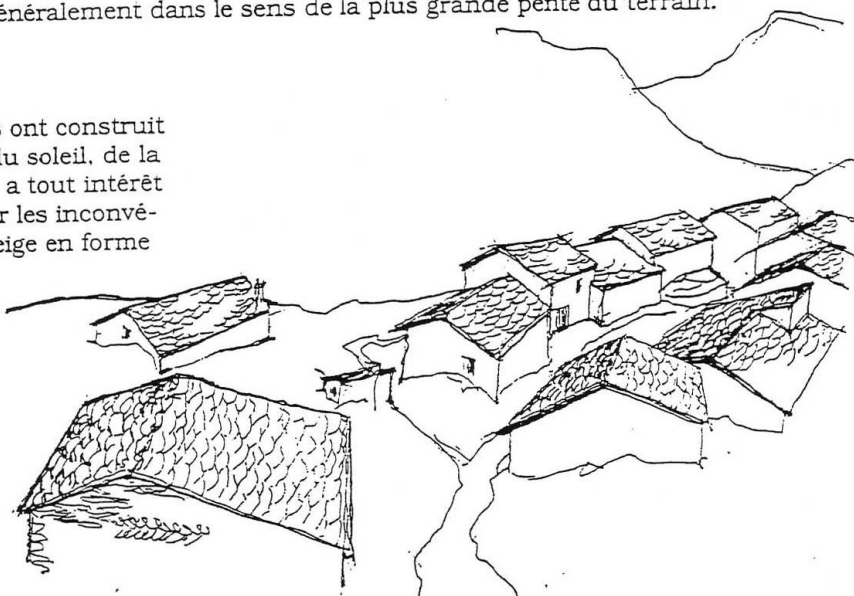 énéralement dans le sens de la plus grande pente du terrain.
ont construit
du soleil, de la
a tout intérêt
r les inconvé-
eige en forme